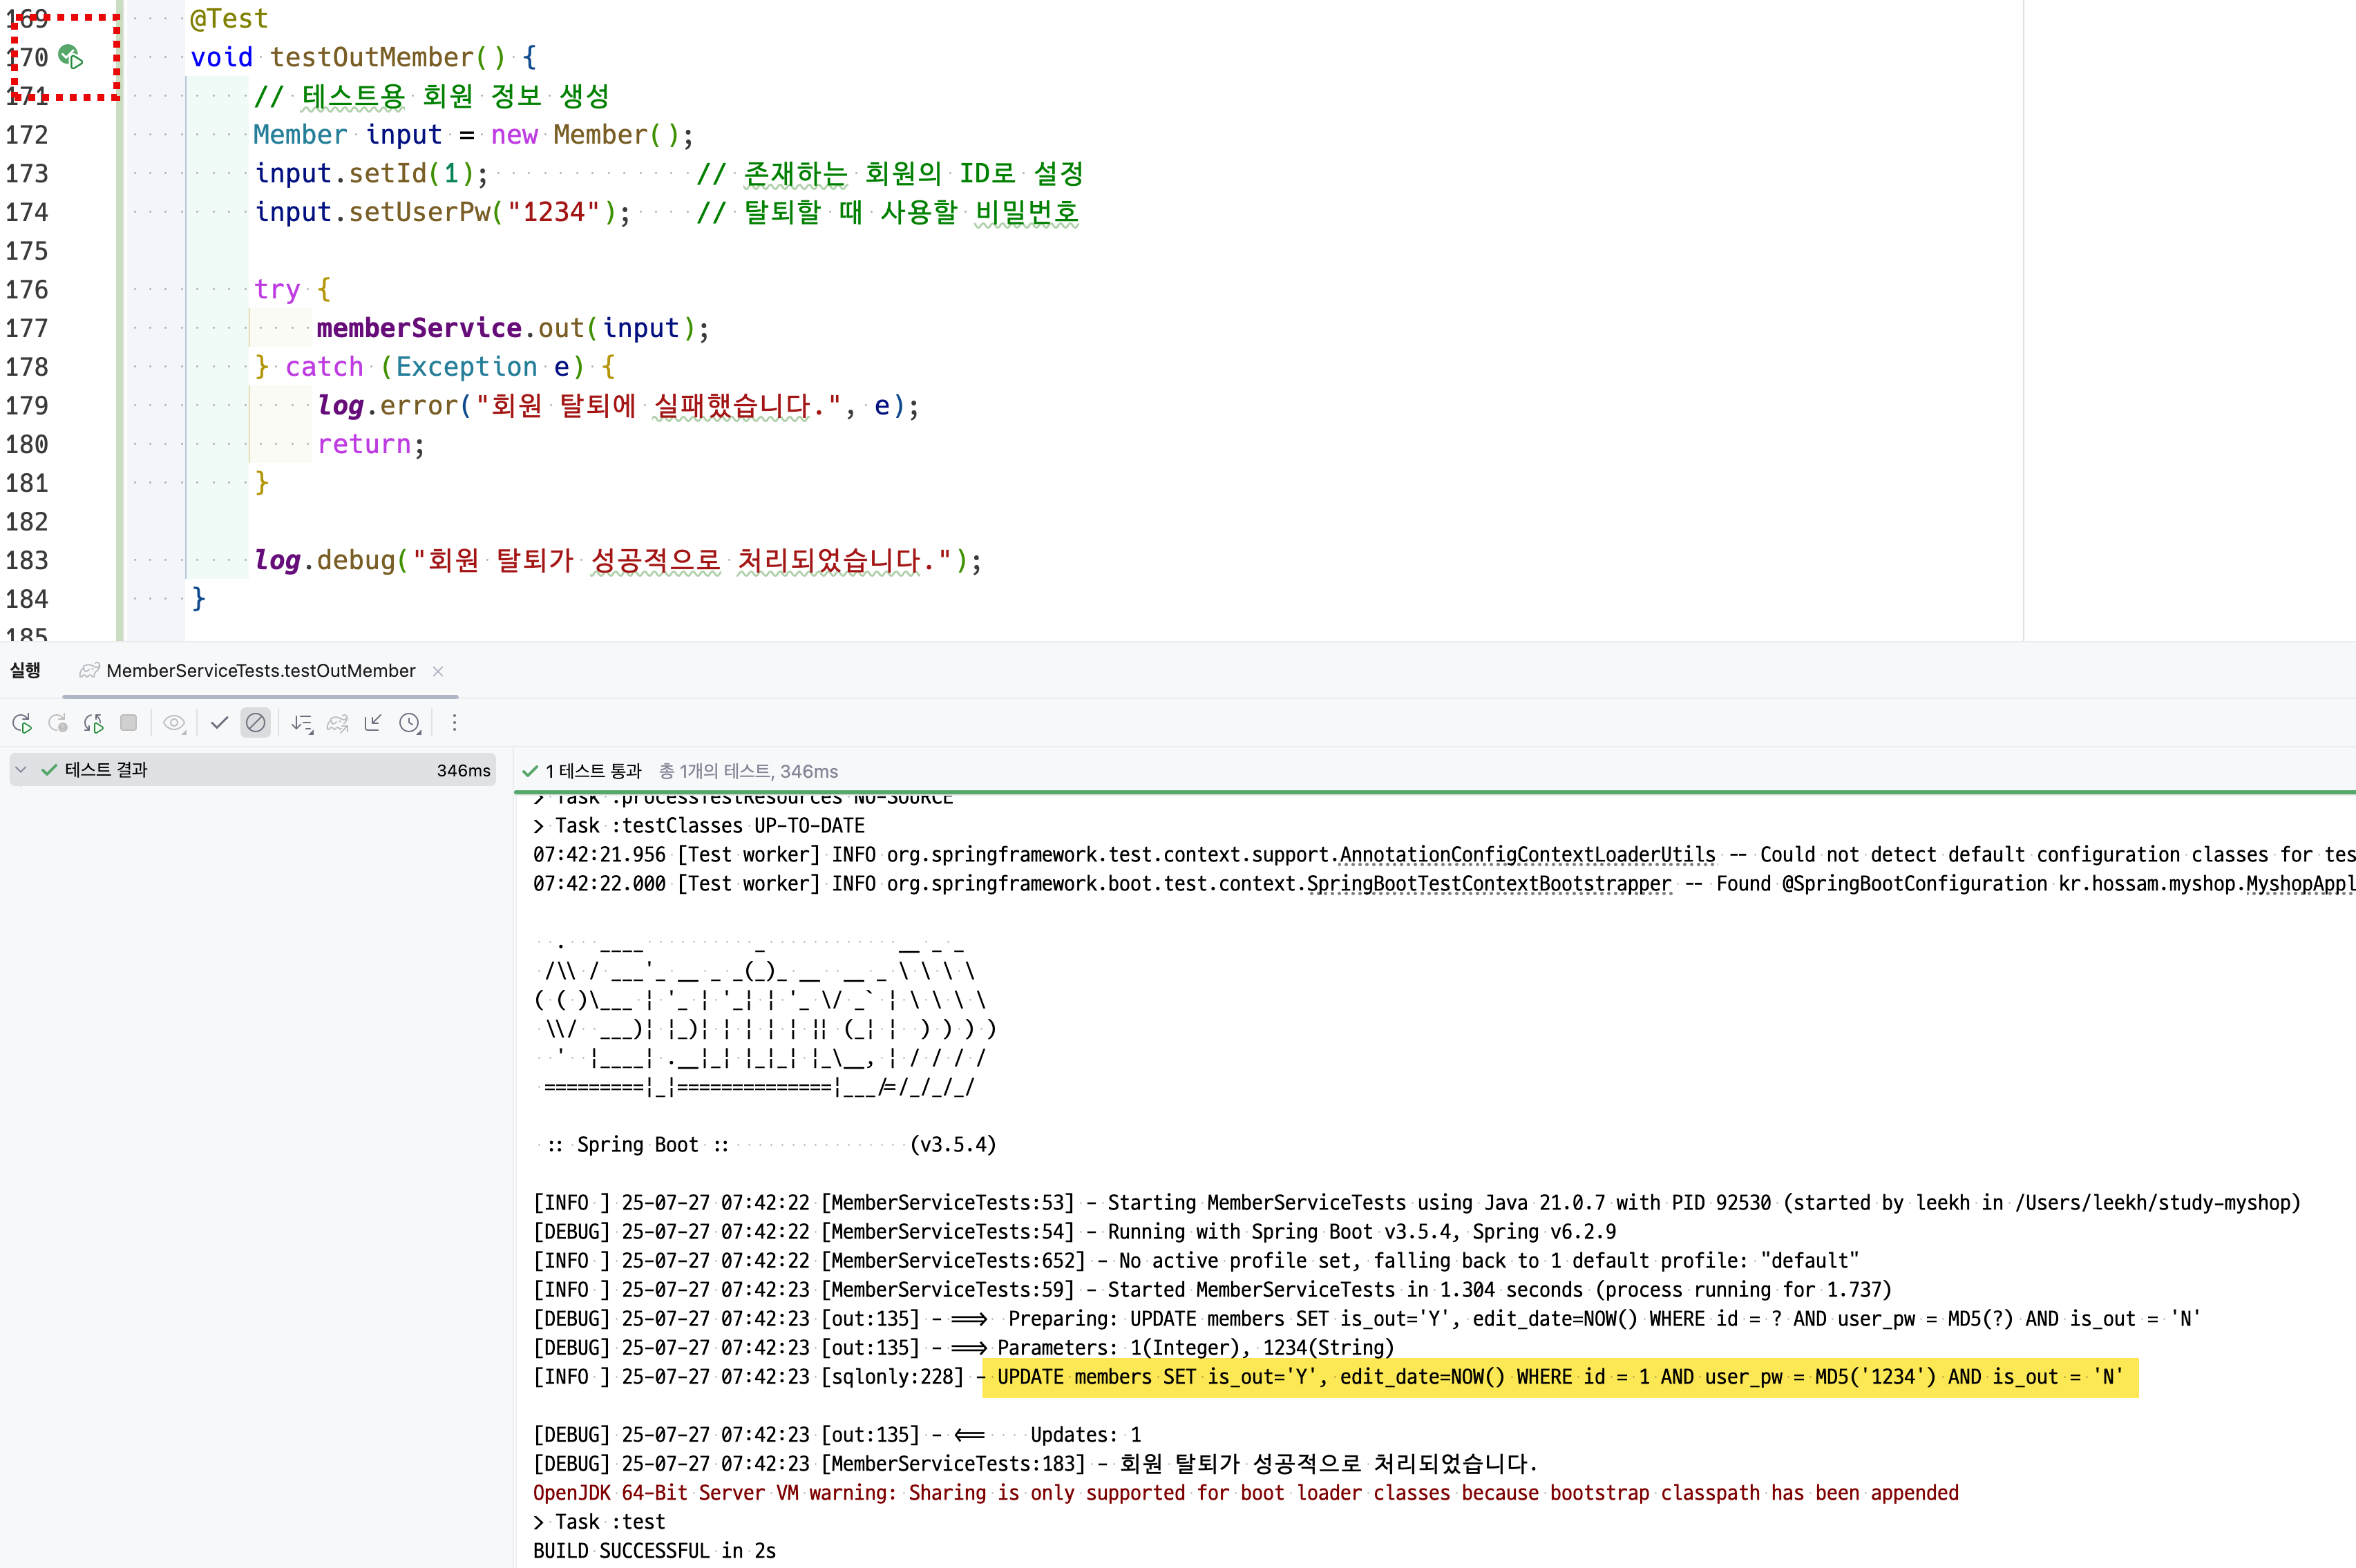 169 @Test
170 void testOutMember() {
171 // 테스트용 회원 정보 생성
172 Member input = new Member();
173 input.setId(1); // 존재하는 회원의 ID로 설정
174 input.setUserPw("1234"); // 탈퇴할 때 사용할 비밀번호
175
176 try {
177 memberService.out(input);
178 } catch (Exception e) {
179 log.error("회원 탈퇴에 실패했습니다.", e);
180 return;
181 }
182
183 log.debug("회원 탈퇴가 성공적으로 처리되었습니다.");
184 }
185
실행 MemberServiceTests.testOutMember
테스트 결과 346ms
1 테스트 통과 총 1개의 테스트, 346ms
> Task :processTestResources NO-SOURCE
> Task :testClasses UP-TO-DATE
07:42:21.956 [Test worker] INFO org.springframework.test.context.support.AnnotationConfigContextLoaderUtils -- Could not detect default configuration classes for tes
07:42:22.000 [Test worker] INFO org.springframework.boot.test.context.SpringBootTestContextBootstrapper -- Found @SpringBootConfiguration kr.hossam.myshop.MyshopAppl
:: Spring Boot :: (v3.5.4)
[INFO ] 25-07-27 07:42:22 [MemberServiceTests:53] - Starting MemberServiceTests using Java 21.0.7 with PID 92530 (started by leekh in /Users/leekh/study-myshop)
[DEBUG] 25-07-27 07:42:22 [MemberServiceTests:54] - Running with Spring Boot v3.5.4, Spring v6.2.9
[INFO ] 25-07-27 07:42:22 [MemberServiceTests:652] - No active profile set, falling back to 1 default profile: "default"
[INFO ] 25-07-27 07:42:23 [MemberServiceTests:59] - Started MemberServiceTests in 1.304 seconds (process running for 1.737)
[DEBUG] 25-07-27 07:42:23 [out:135] - ==> Preparing: UPDATE members SET is_out='Y', edit_date=NOW() WHERE id = ? AND user_pw = MD5(?) AND is_out = 'N'
[DEBUG] 25-07-27 07:42:23 [out:135] - ==> Parameters: 1(Integer), 1234(String)
[INFO ] 25-07-27 07:42:23 [sqlonly:228] - UPDATE members SET is_out='Y', edit_date=NOW() WHERE id = 1 AND user_pw = MD5('1234') AND is_out = 'N'
[DEBUG] 25-07-27 07:42:23 [out:135] - <== Updates: 1
[DEBUG] 25-07-27 07:42:23 [MemberServiceTests:183] - 회원 탈퇴가 성공적으로 처리되었습니다.
OpenJDK 64-Bit Server VM warning: Sharing is only supported for boot loader classes because bootstrap classpath has been appended
> Task :test
BUILD SUCCESSFUL in 2s